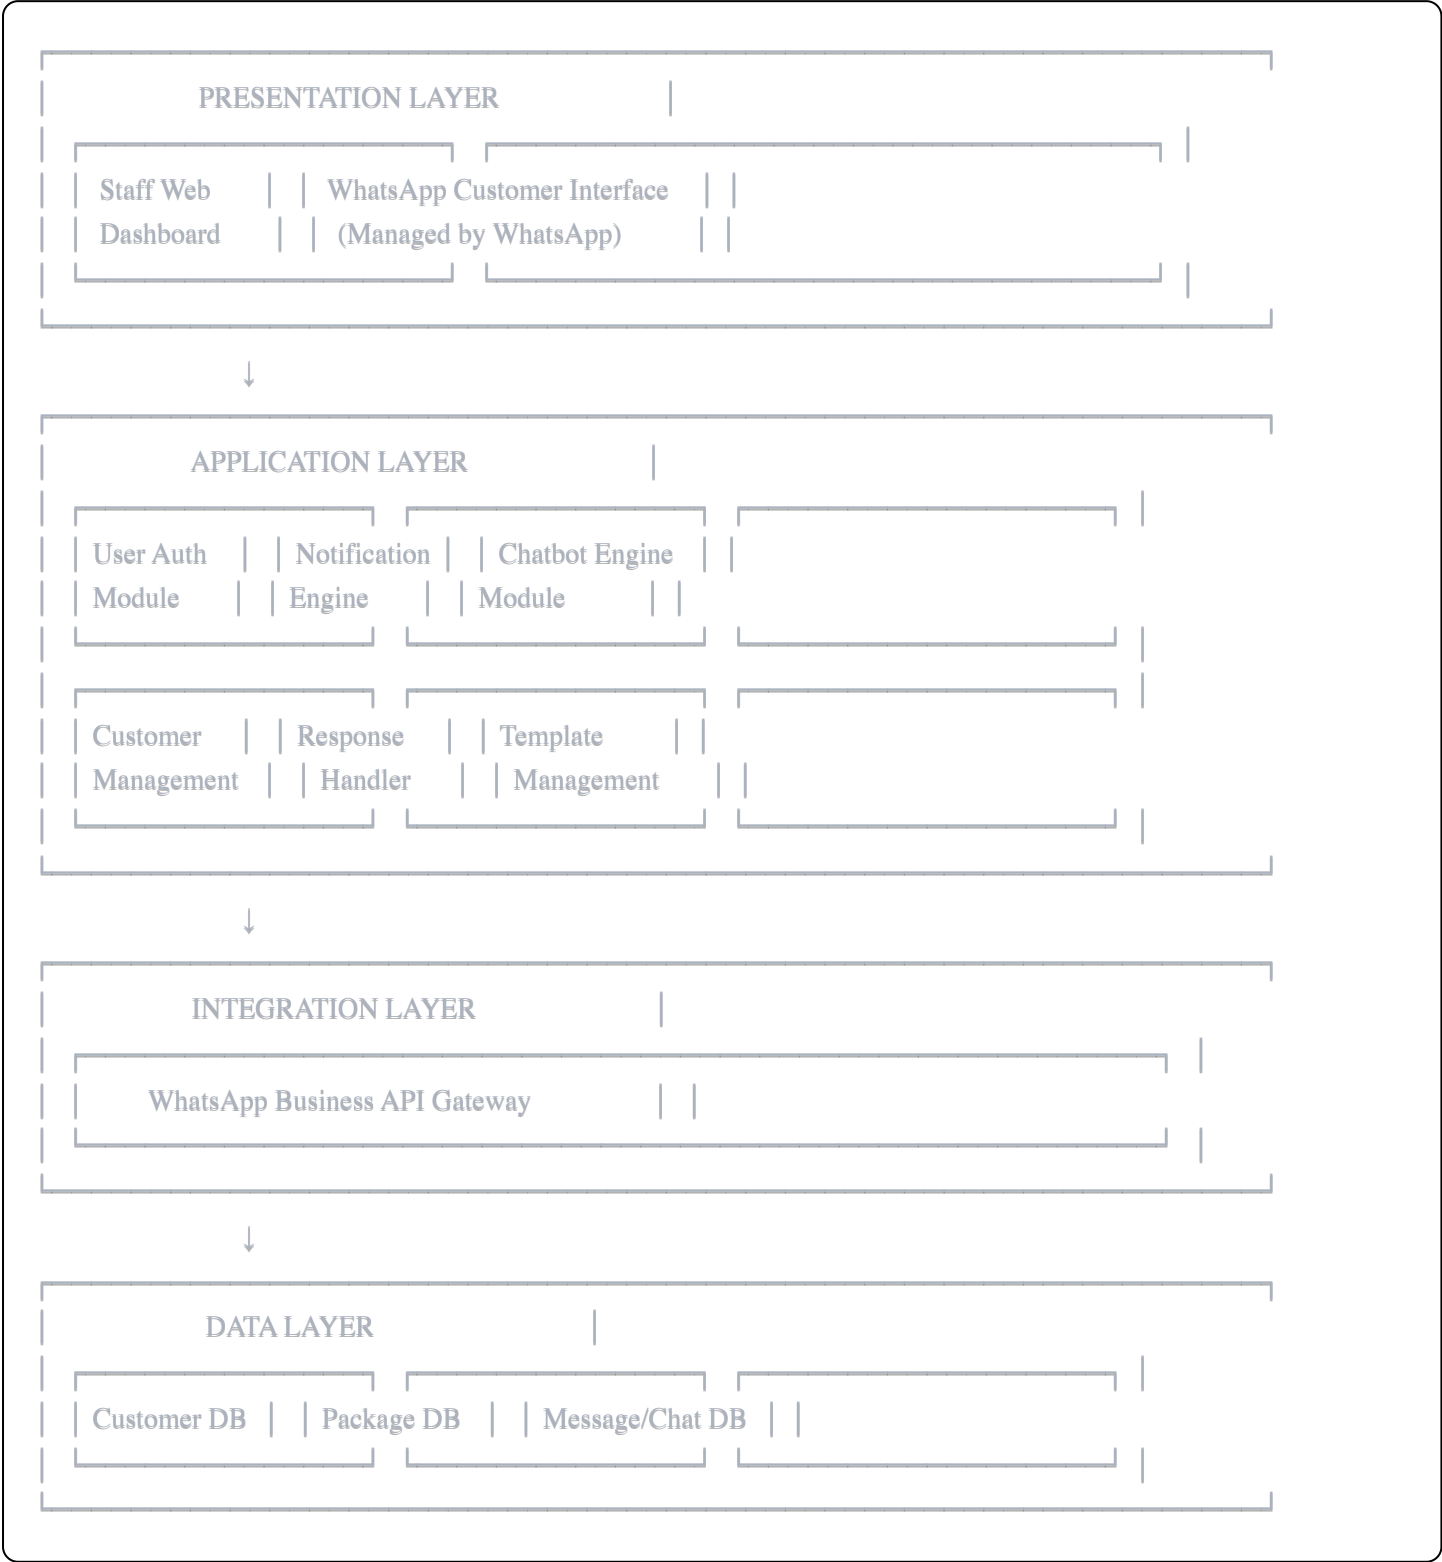 PRESENTATION LAYER
Staff Web WhatsApp Customer Interface
Dashboard (Managed by WhatsApp)
↓
APPLICATION LAYER
User Auth Notification Chatbot Engine
Module Engine Module
Customer Response Template
Management Handler Management
↓
INTEGRATION LAYER
WhatsApp Business API Gateway
↓
DATA LAYER
Customer DB Package DB Message/Chat DB